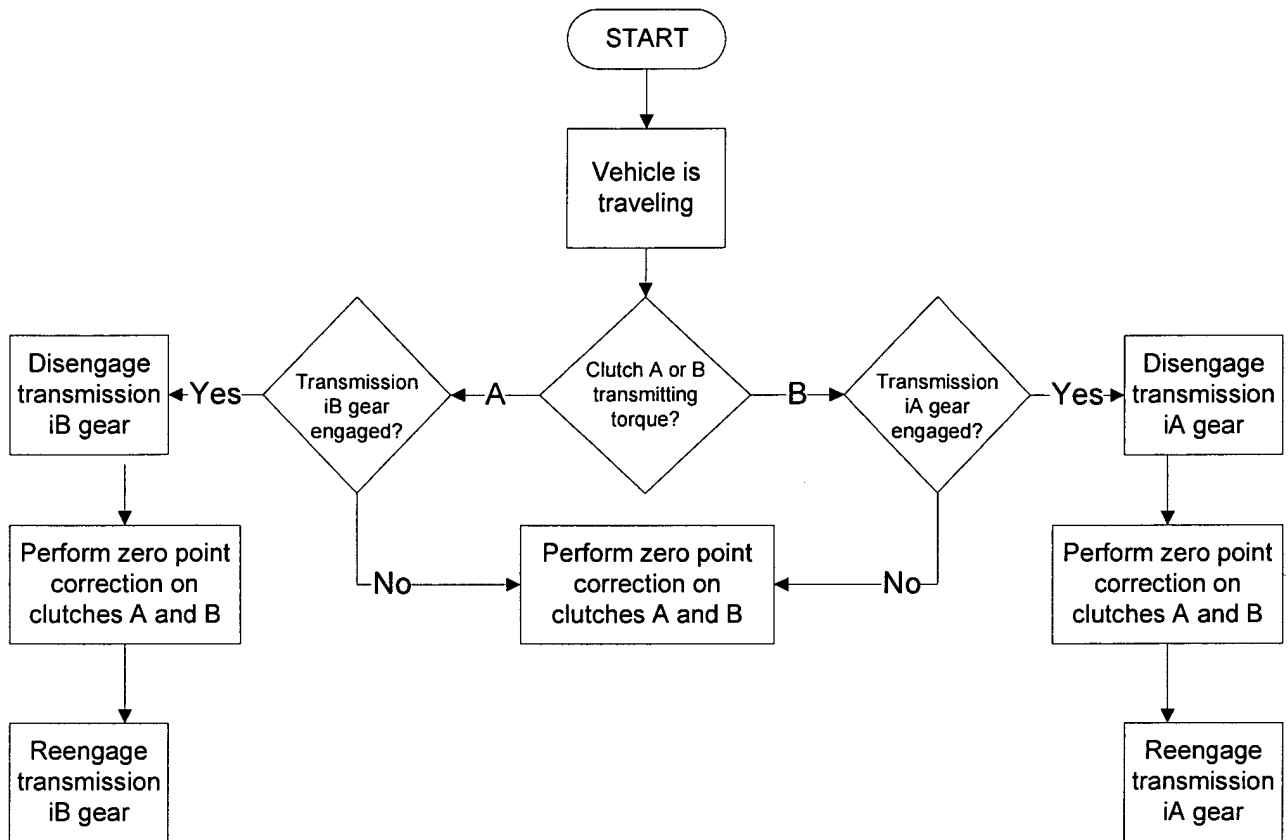 START
Vehicle is
traveling
Clutch A or B
transmitting
torque?
A
B
Transmission
iB gear
engaged?
Transmission
iA gear
engaged?
Yes
Yes
Disengage
transmission
iB gear
Disengage
transmission
iA gear
No
No
Perform zero point
correction on
clutches A and B
Perform zero point
correction on
clutches A and B
Perform zero point
correction on
clutches A and B
Reengage
transmission
iB gear
Reengage
transmission
iA gear